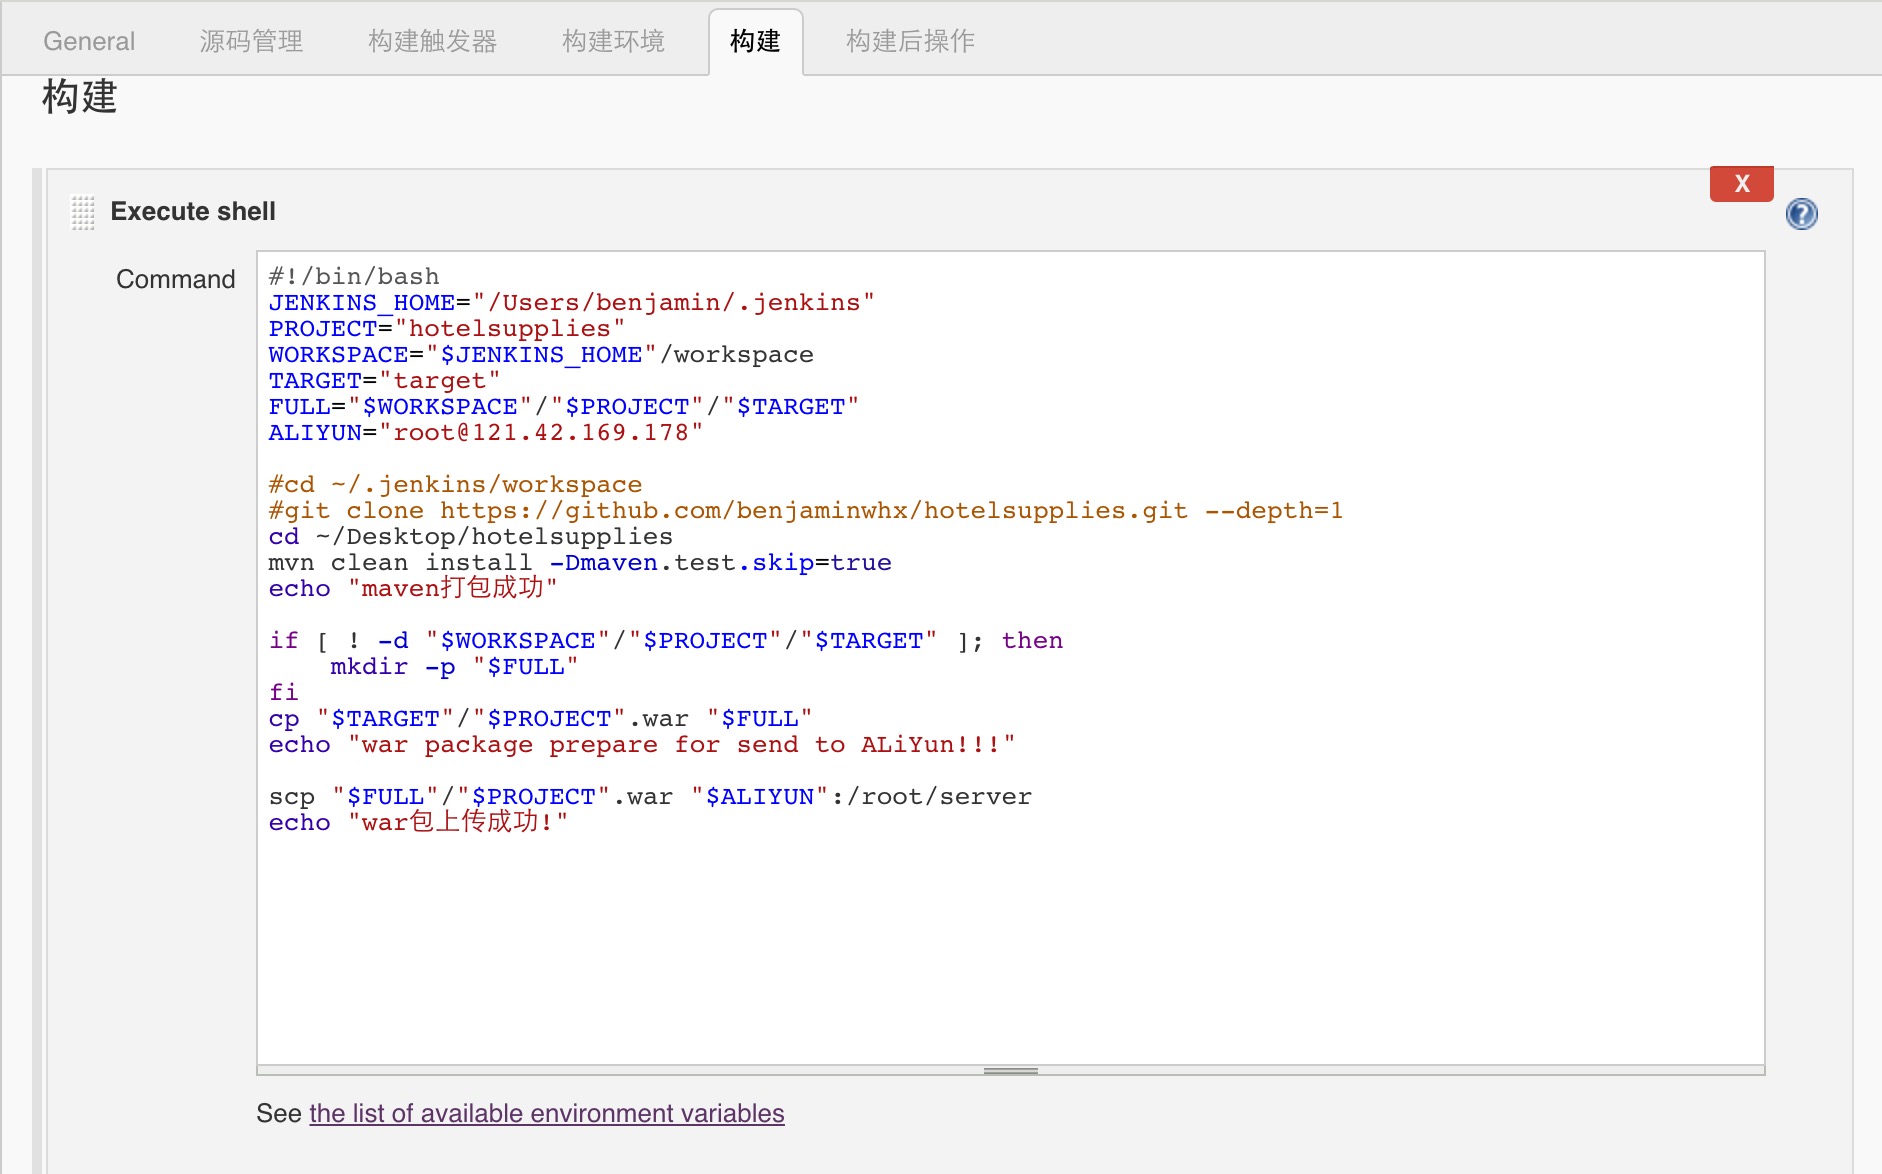 General 源码管理 构建触发器 构建环境 构建 构建后操作
构建
X
Execute shell
Command
#!/bin/bash
JENKINS_HOME="/Users/benjamin/.jenkins"
PROJECT="hotelsupplies"
WORKSPACE="$JENKINS_HOME"/workspace
TARGET="target"
FULL="$WORKSPACE"/"$PROJECT"/"$TARGET"
ALIYUN="root@121.42.169.178"

#cd ~/.jenkins/workspace
#git clone https://github.com/benjaminwhx/hotelsupplies.git --depth=1
cd ~/Desktop/hotelsupplies
mvn clean install -Dmaven.test.skip=true
echo "maven打包成功"

if [ ! -d "$WORKSPACE"/"$PROJECT"/"$TARGET" ]; then
    mkdir -p "$FULL"
fi
cp "$TARGET"/"$PROJECT".war "$FULL"
echo "war package prepare for send to ALiYun!!!"

scp "$FULL"/"$PROJECT".war "$ALIYUN":/root/server
echo "war包上传成功!"
See the list of available environment variables